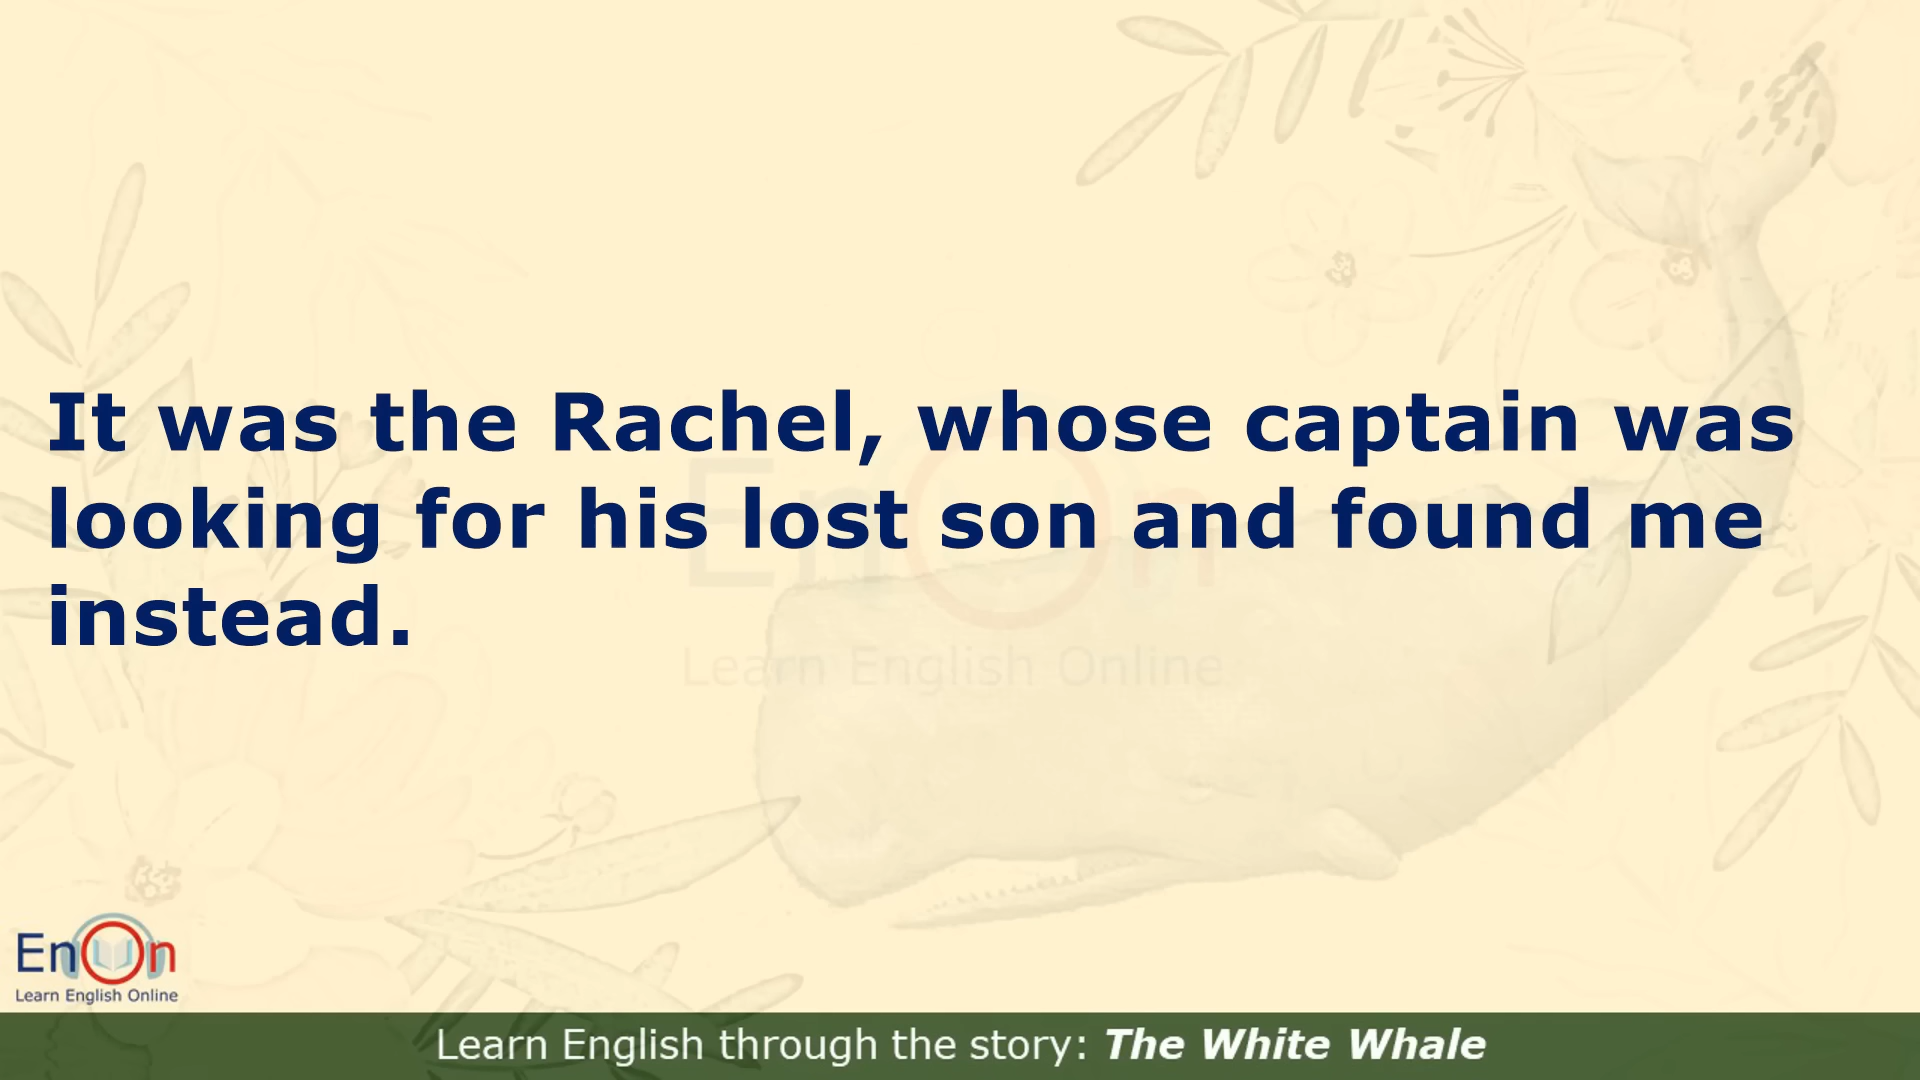 It was the Rachel, whose captain was
looking for his lost son and found me
instead.
EnOn
Learn English Online
EnOn
Learn English Online
Learn English through the story: The White Whale